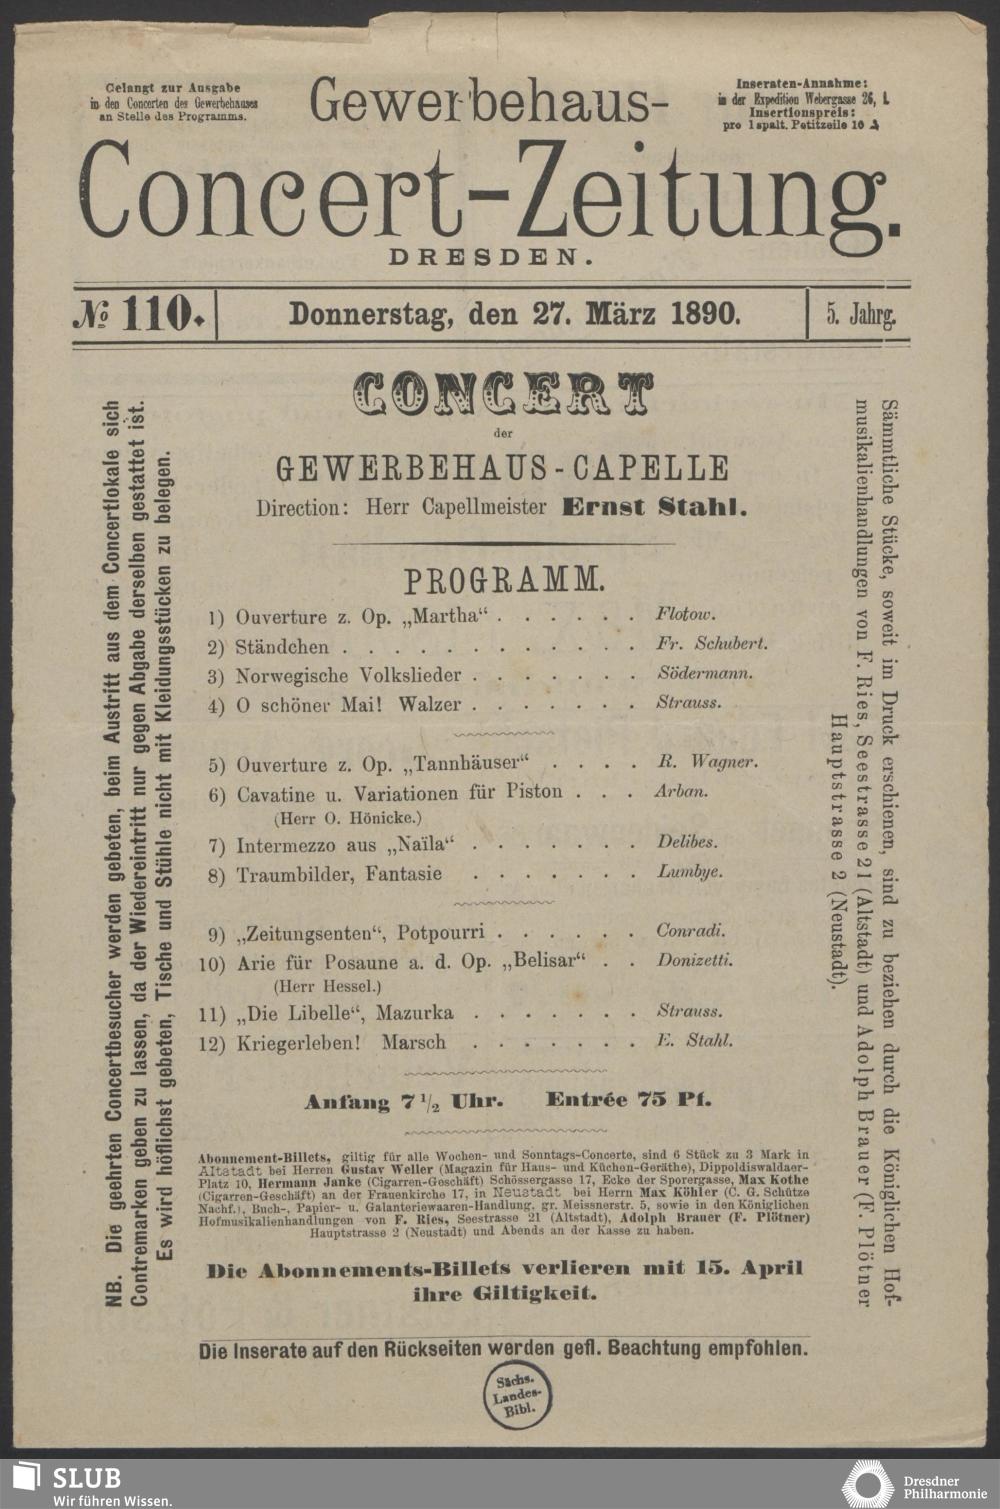 Gelangt zur Ausgabe
in den Concerten des Gewerbehauses
an Stelle des Programms.
Gewerbehaus-
Inseraten-Annahme:
in der Expedition Webergasse 26, I.
Insertionspreis:
pro 1spalt. Petitzeile 10 ₰
Concert-Zeitung.
DRESDEN.
№ 110.
Donnerstag, den 27. März 1890.
5. Jahrg.
NB. Die geehrten Concertbesucher werden gebeten, beim Austritt aus dem Concertlokale sich
Contremarken geben zu lassen, da der Wiedereintritt nur gegen Abgabe derselben gestattet ist.
Es wird höflichst gebeten, Tische und Stühle nicht mit Kleidungsstücken zu belegen.
CONCERT
der
GEWERBEHAUS-CAPELLE
Direction: Herr Capellmeister Ernst Stahl.
PROGRAMM.
1) Ouverture z. Op. „Martha“ . . . . . . Flotow.
2) Ständchen . . . . . . . . . . . . Fr. Schubert.
3) Norwegische Volkslieder . . . . . . . Södermann.
4) O schöner Mai! Walzer . . . . . . . Strauss.
5) Ouverture z. Op. „Tannhäuser“ . . . . R. Wagner.
6) Cavatine u. Variationen für Piston . . . Arban.
(Herr O. Hönicke.)
7) Intermezzo aus „Naïla“ . . . . . . . Delibes.
8) Traumbilder, Fantasie . . . . . . . Lumbye.
9) „Zeitungsenten“, Potpourri . . . . . . Conradi.
10) Arie für Posaune a. d. Op. „Belisar“ . . Donizetti.
(Herr Hessel.)
11) „Die Libelle“, Mazurka . . . . . . . Strauss.
12) Kriegerleben! Marsch . . . . . . . E. Stahl.
Anfang 7 1/2 Uhr. Entrée 75 Pf.
Abonnement-Billets, giltig für alle Wochen- und Sonntags-Concerte, sind 6 Stück zu 3 Mark in
Altstadt bei Herren Gustav Weller (Magazin für Haus- und Küchen-Geräthe), Dippoldiswaldaer-
Platz 10, Hermann Janke (Cigarren-Geschäft) Schössergasse 17, Ecke der Sporergasse, Max Kothe
(Cigarren-Geschäft) an der Frauenkirche 17, in Neustadt bei Herrn Max Köhler (C. G. Schütze
Nachf.), Buch-, Papier- u. Galanteriewaaren-Handlung, gr. Meissnerstr. 5, sowie in den Königlichen
Hofmusikalienhandlungen von F. Ries, Seestrasse 21 (Altstadt), Adolph Brauer (F. Plötner)
Hauptstrasse 2 (Neustadt) und Abends an der Kasse zu haben.
Die Abonnements-Billets verlieren mit 15. April
ihre Giltigkeit.
Sämmtliche Stücke, soweit im Druck erschienen, sind zu beziehen durch die Königlichen Hof-
musikalienhandlungen von F. Ries, Seestrasse 21 (Altstadt) und Adolph Brauer (F. Plötner
Hauptstrasse 2 (Neustadt).
Die Inserate auf den Rückseiten werden gefl. Beachtung empfohlen.
Sächs.
Landes-
Bibl.
SLUB
Wir führen Wissen.
Dresdner
Philharmonie